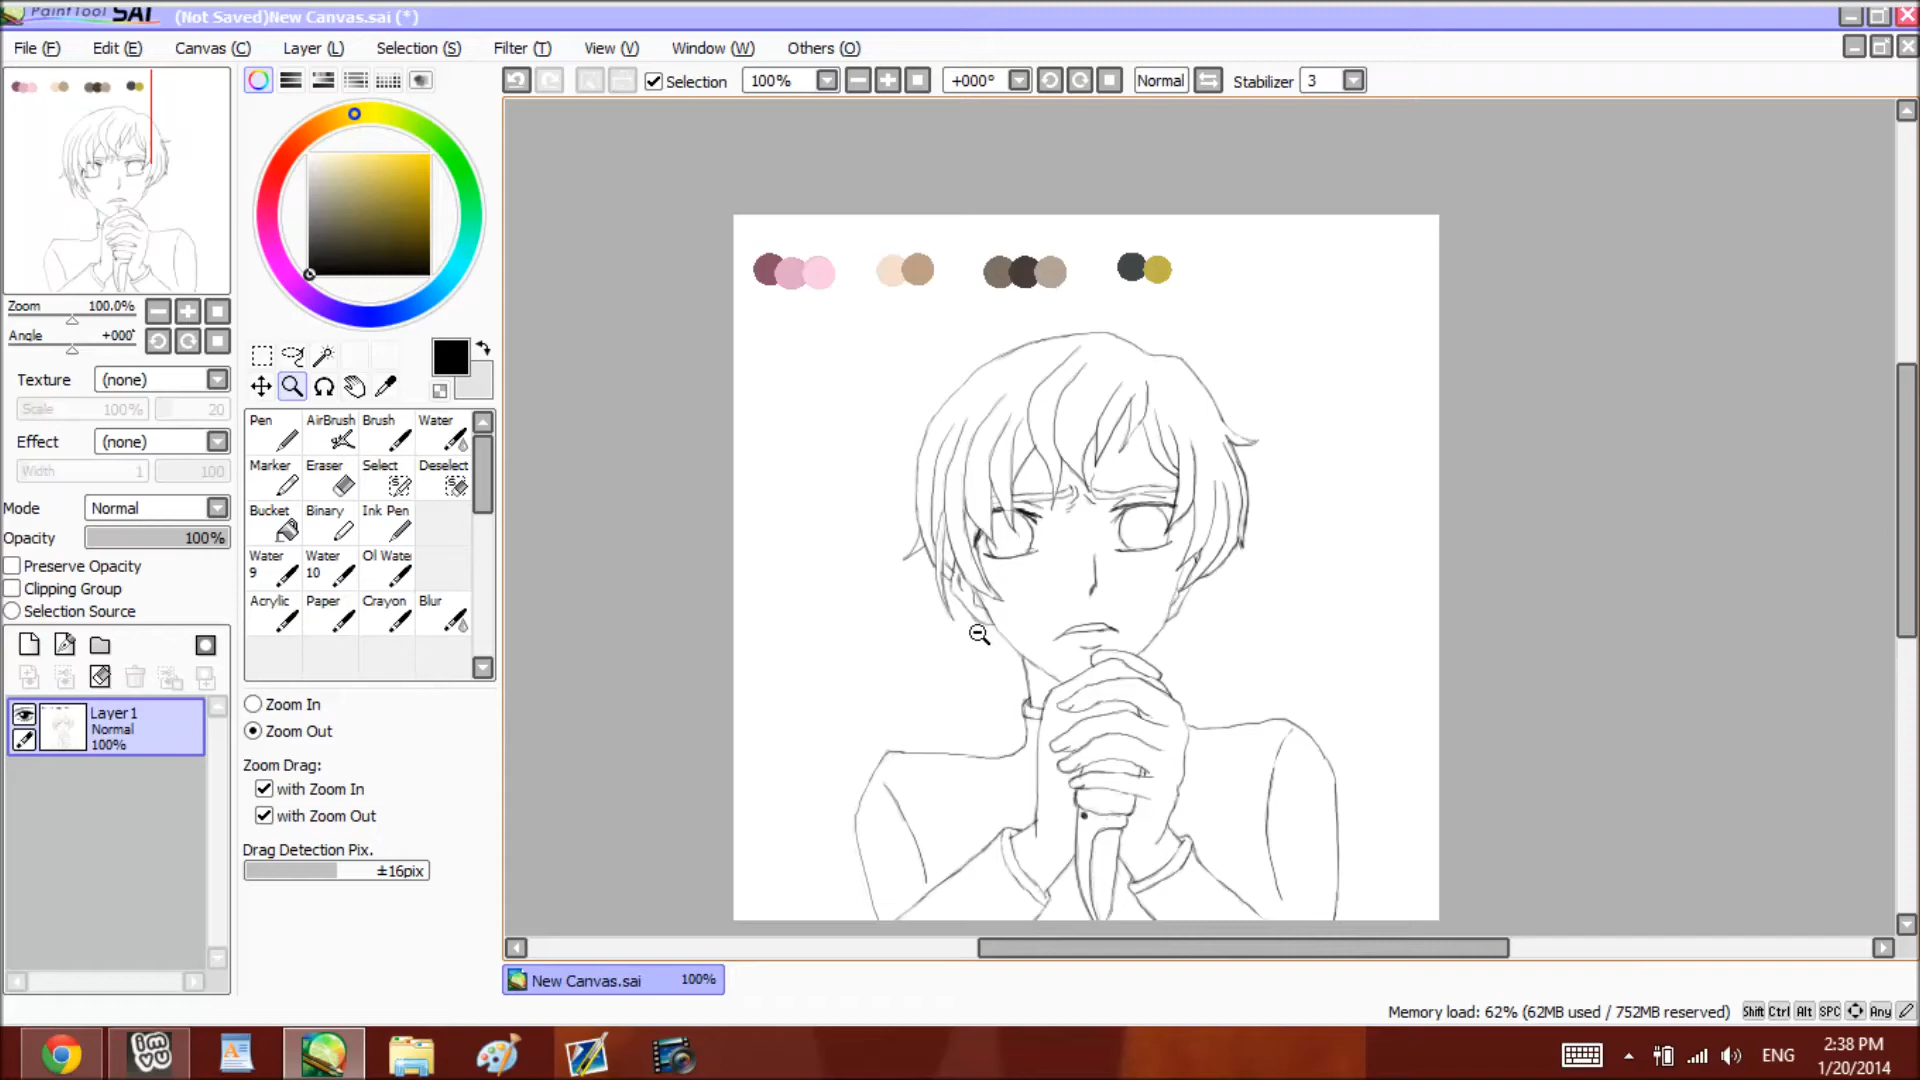 PaintTool SAI (Not Saved)New Canvas.sai (*)
File (F) Edit (E) Canvas (C) Layer (L) Selection (S) Filter (T) View (V) Window (W) Others (O)
Selection 100% +000° Normal Stabilizer 3
Zoom 100.0%
Angle +000°
Texture (none)
Scale 100% 20
Effect (none)
Width 1 100
Mode Normal
Opacity 100%
Preserve Opacity
Clipping Group
Selection Source
Layer1
Normal
100%
Pen AirBrush Brush Water
Marker Eraser Select Deselect
Bucket Binary Ink Pen
Water 9 Water 10 Ol Wate
Acrylic Paper Crayon Blur
Zoom In
Zoom Out
Zoom Drag:
with Zoom In
with Zoom Out
Drag Detection Pix.
±16pix
New Canvas.sai 100%
Memory load: 62% (62MB used / 752MB reserved) Shift Ctrl Alt SPC Any
imvu
A
ENG
2:38 PM
1/20/2014